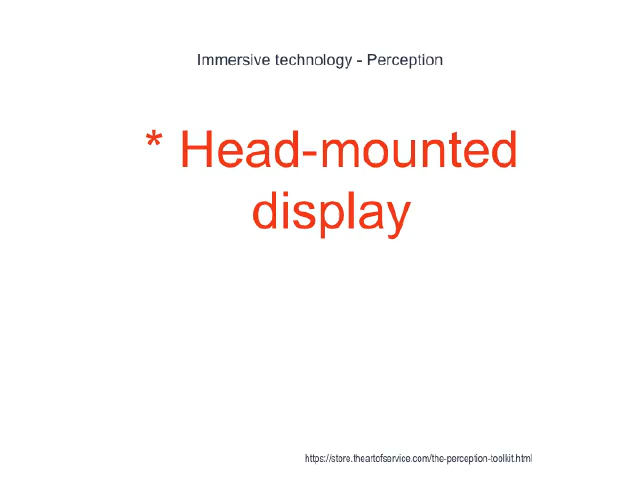 Immersive technology - Perception
* Head-mounted
display
https://store.theartofservice.com/the-perception-toolkit.html